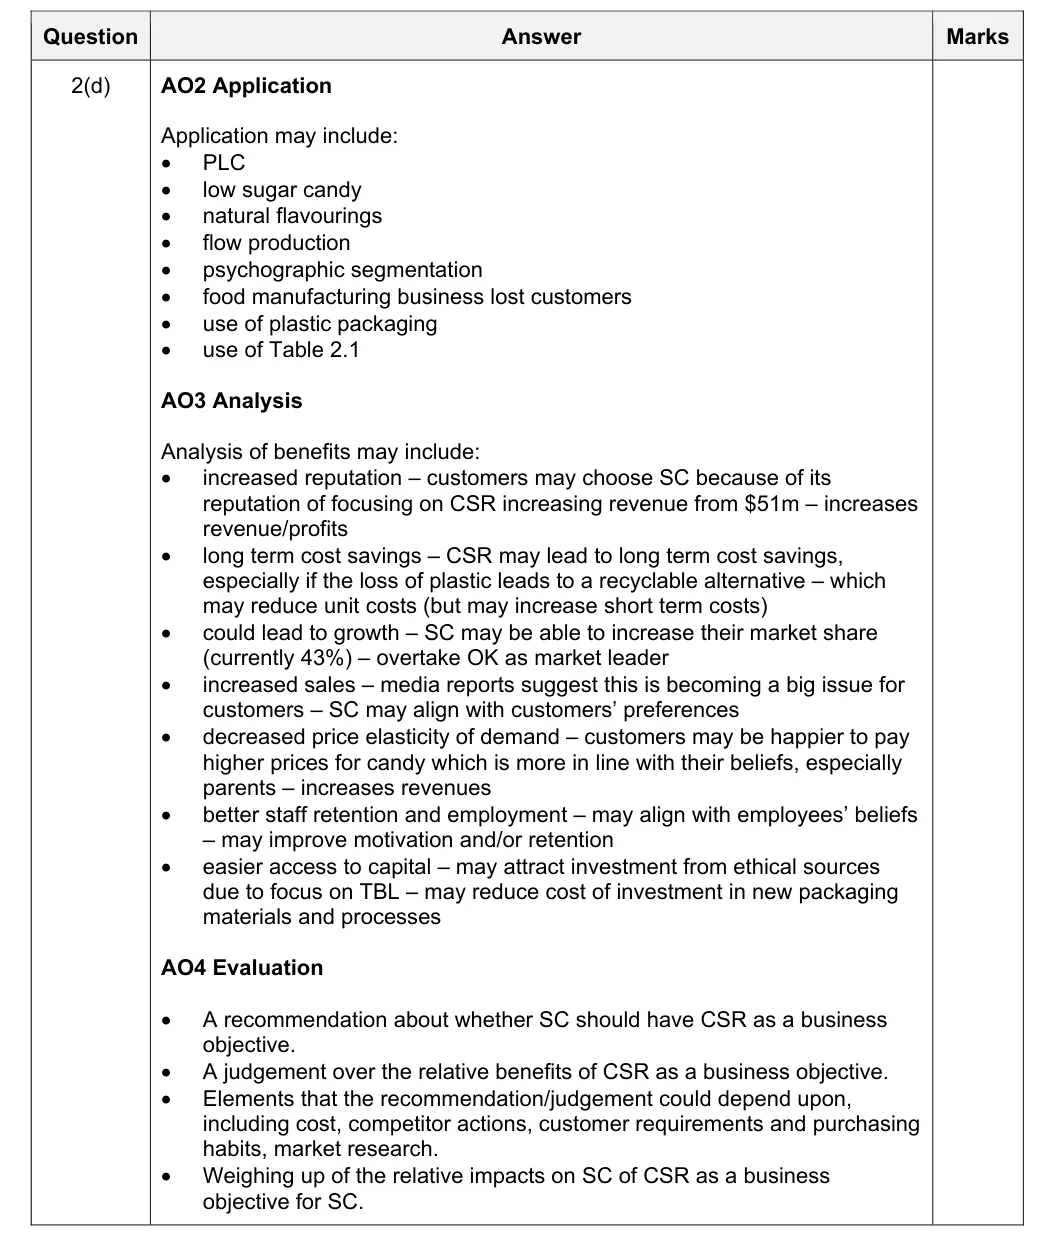 Question Answer Marks
2(d) AO2 Application
Application may include:
• PLC
• low sugar candy
• natural flavourings
• flow production
• psychographic segmentation
• food manufacturing business lost customers
• use of plastic packaging
• use of Table 2.1
AO3 Analysis
Analysis of benefits may include:
• increased reputation – customers may choose SC because of its
reputation of focusing on CSR increasing revenue from $51m – increases
revenue/profits
• long term cost savings – CSR may lead to long term cost savings,
especially if the loss of plastic leads to a recyclable alternative – which
may reduce unit costs (but may increase short term costs)
• could lead to growth – SC may be able to increase their market share
(currently 43%) – overtake OK as market leader
• increased sales – media reports suggest this is becoming a big issue for
customers – SC may align with customers’ preferences
• decreased price elasticity of demand – customers may be happier to pay
higher prices for candy which is more in line with their beliefs, especially
parents – increases revenues
• better staff retention and employment – may align with employees’ beliefs
– may improve motivation and/or retention
• easier access to capital – may attract investment from ethical sources
due to focus on TBL – may reduce cost of investment in new packaging
materials and processes
AO4 Evaluation
• A recommendation about whether SC should have CSR as a business
objective.
• A judgement over the relative benefits of CSR as a business objective.
• Elements that the recommendation/judgement could depend upon,
including cost, competitor actions, customer requirements and purchasing
habits, market research.
• Weighing up of the relative impacts on SC of CSR as a business
objective for SC.